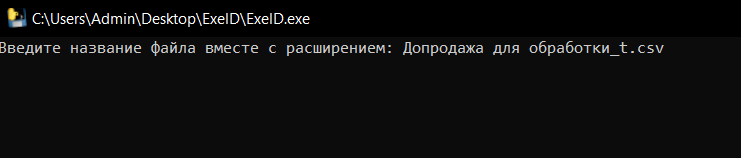 C:\Users\Admin\Desktop\ExeID\ExeID.exe
Введите название файла вместе с расширением: Допродажа для обработки_t.csv